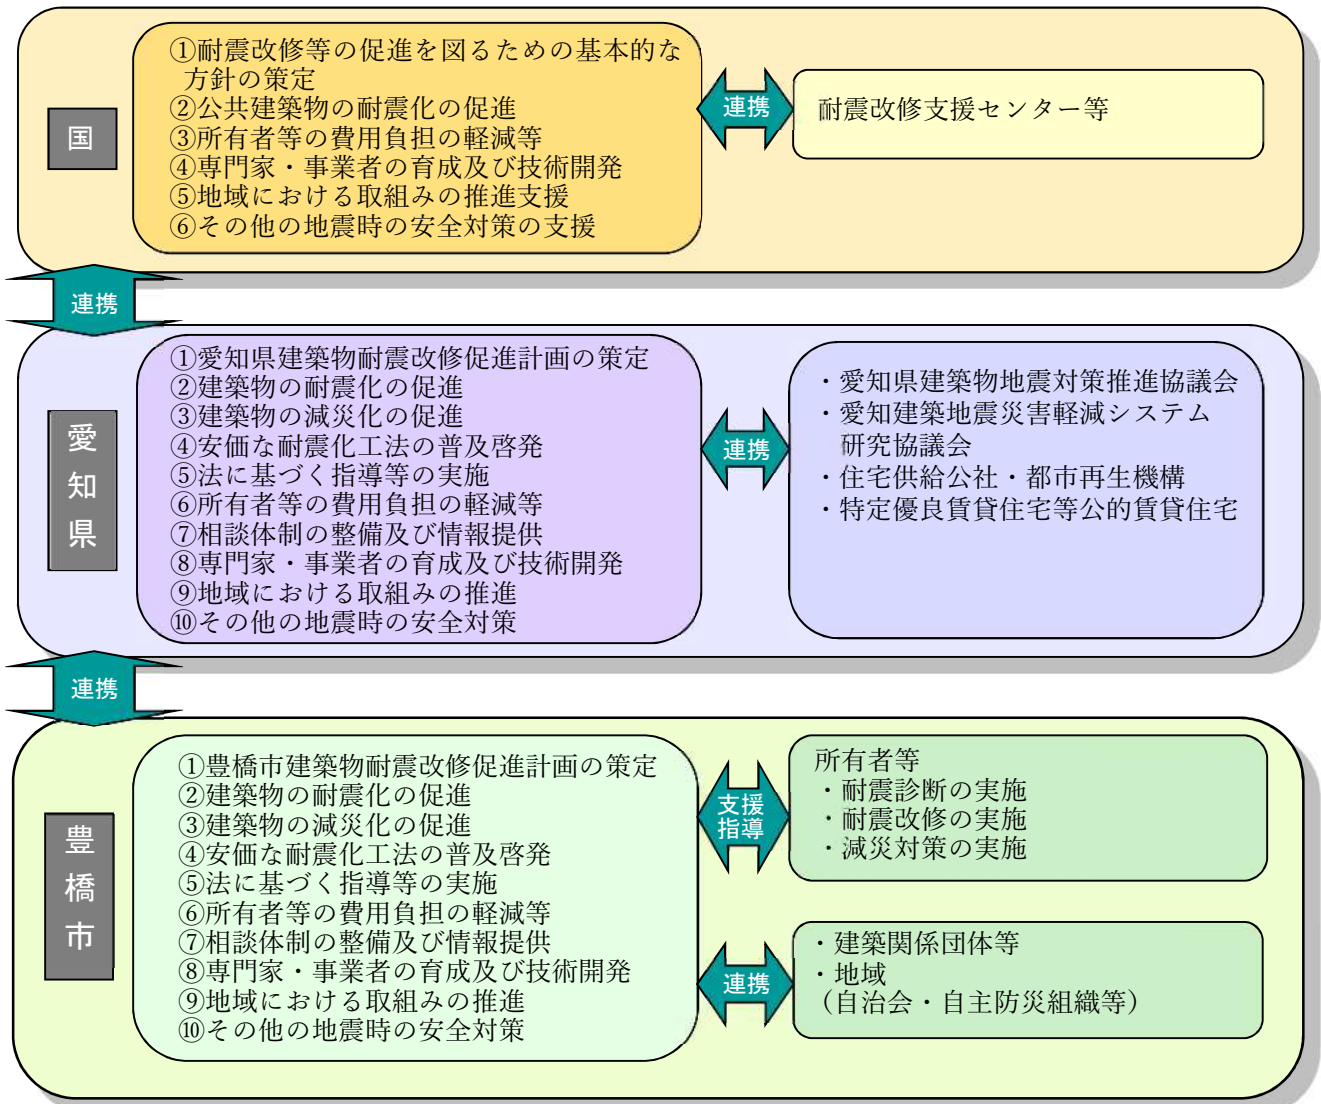 国
①耐震改修等の促進を図るための基本的な
方針の策定
②公共建築物の耐震化の促進
③所有者等の費用負担の軽減等
④専門家・事業者の育成及び技術開発
⑤地域における取組みの推進支援
⑥その他の地震時の安全対策の支援
連携
耐震改修支援センター等
連携
愛知県
①愛知県建築物耐震改修促進計画の策定
②建築物の耐震化の促進
③建築物の減災化の促進
④安価な耐震化工法の普及啓発
⑤法に基づく指導等の実施
⑥所有者等の費用負担の軽減等
⑦相談体制の整備及び情報提供
⑧専門家・事業者の育成及び技術開発
⑨地域における取組みの推進
⑩その他の地震時の安全対策
連携
・愛知県建築物地震対策推進協議会
・愛知建築地震災害軽減システム
研究協議会
・住宅供給公社・都市再生機構
・特定優良賃貸住宅等公的賃貸住宅
連携
豊橋市
①豊橋市建築物耐震改修促進計画の策定
②建築物の耐震化の促進
③建築物の減災化の促進
④安価な耐震化工法の普及啓発
⑤法に基づく指導等の実施
⑥所有者等の費用負担の軽減等
⑦相談体制の整備及び情報提供
⑧専門家・事業者の育成及び技術開発
⑨地域における取組みの推進
⑩その他の地震時の安全対策
支援
指導
所有者等
・耐震診断の実施
・耐震改修の実施
・減災対策の実施
連携
・建築関係団体等
・地域
（自治会・自主防災組織等）